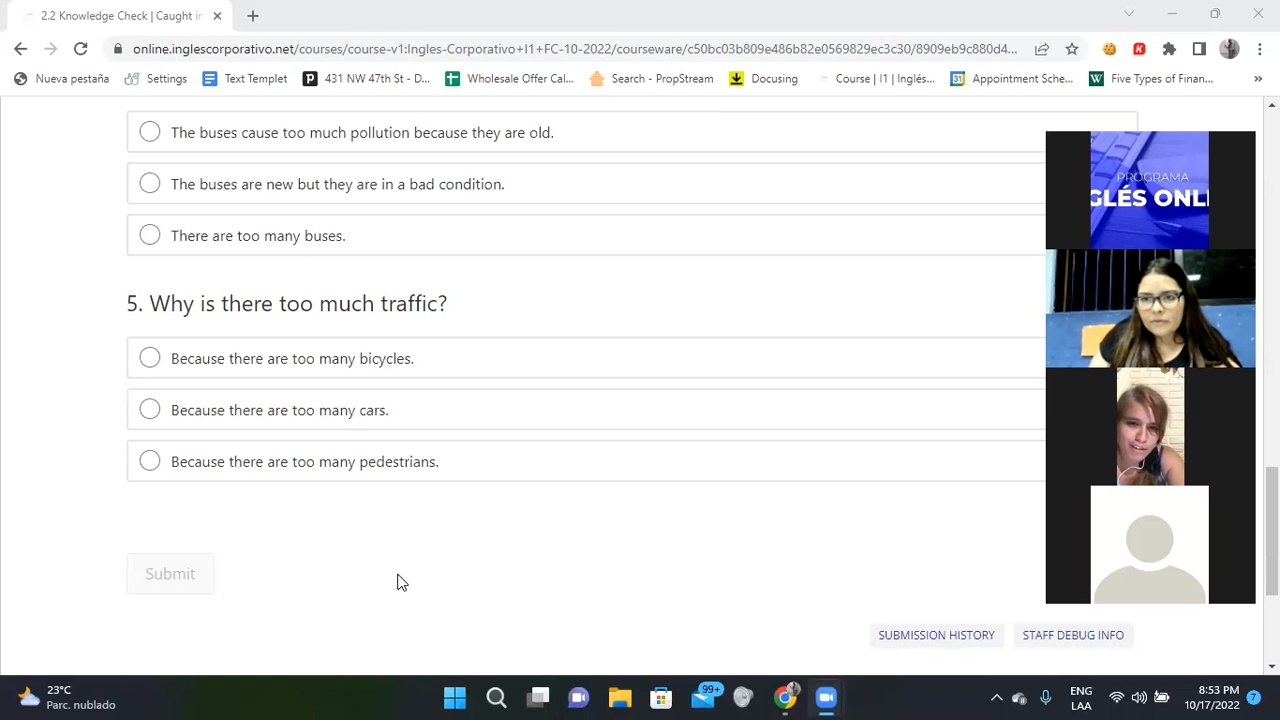 2.2 Knowledge Check | Caught in
online.inglescorporativo.net/courses/course-v1:Ingles-Corporativo+I1+FC-10-2022/courseware/c50bc03b809e486b82e0569829ec3c30/8909eb9c880d4...
Nueva pestaña
Settings
Text Templet
431 NW 47th St - D...
Wholesale Offer Cal...
Search - PropStream
Docusing
Course | I1 | Inglés...
Appointment Sche...
Five Types of Finan...
The buses cause too much pollution because they are old.
The buses are new but they are in a bad condition.
There are too many buses.
5. Why is there too much traffic?
Because there are too many bicycles.
Because there are too many cars.
Because there are too many pedestrians.
Submit
SUBMISSION HISTORY
STAFF DEBUG INFO
PROGRAMA
GLÉS ONLI
23°C
Parc. nublado
99+
ENG
LAA
8:53 PM
10/17/2022
7